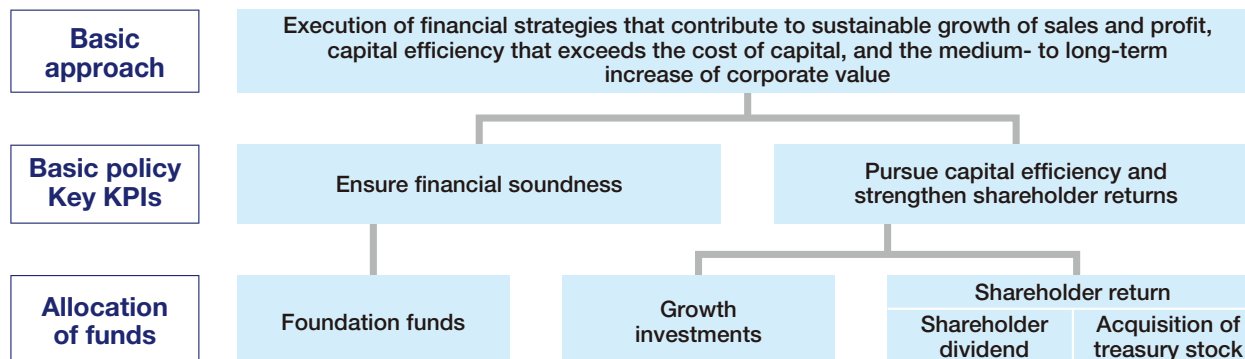 Basic
approach
Execution of financial strategies that contribute to sustainable growth of sales and profit,
capital efficiency that exceeds the cost of capital, and the medium- to long-term
increase of corporate value
Basic policy
Key KPIs
Ensure financial soundness
Pursue capital efficiency and
strengthen shareholder returns
Allocation
of funds
Foundation funds
Growth
investments
Shareholder return
Shareholder
dividend
Acquisition of
treasury stock